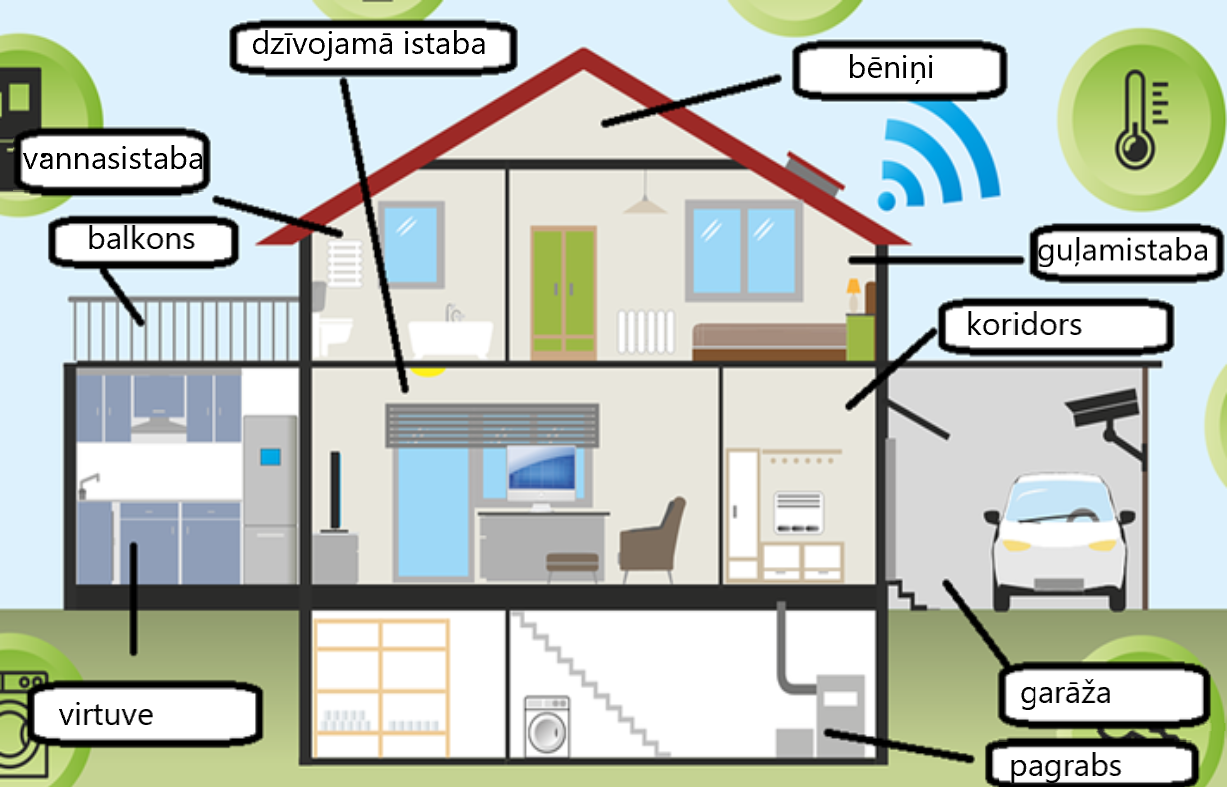 dzīvojamā istaba
bēniņi
vannasistaba
balkons
guļamistaba
koridors
virtuve
garāža
pagrabs